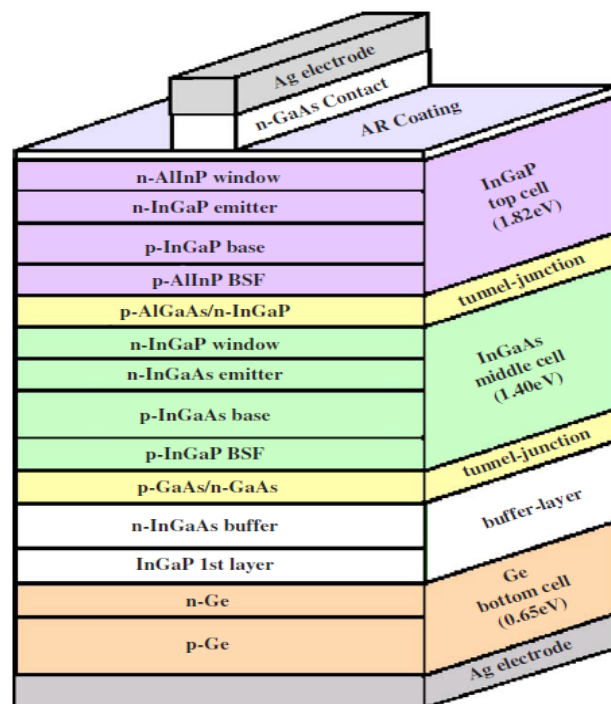 Ag electrode
n-GaAs Contact
AR Coating
n-AlInP window
n-InGaP emitter
p-InGaP base
p-AlInP BSF
InGaP
top cell
(1.82eV)
p-AlGaAs/n-InGaP
tunnel-junction
n-InGaP window
n-InGaAs emitter
p-InGaAs base
p-InGaP BSF
InGaAs
middle cell
(1.40eV)
p-GaAs/n-GaAs
tunnel-junction
n-InGaAs buffer
InGaP 1st layer
buffer-layer
n-Ge
p-Ge
Ge
bottom cell
(0.65eV)
Ag electrode